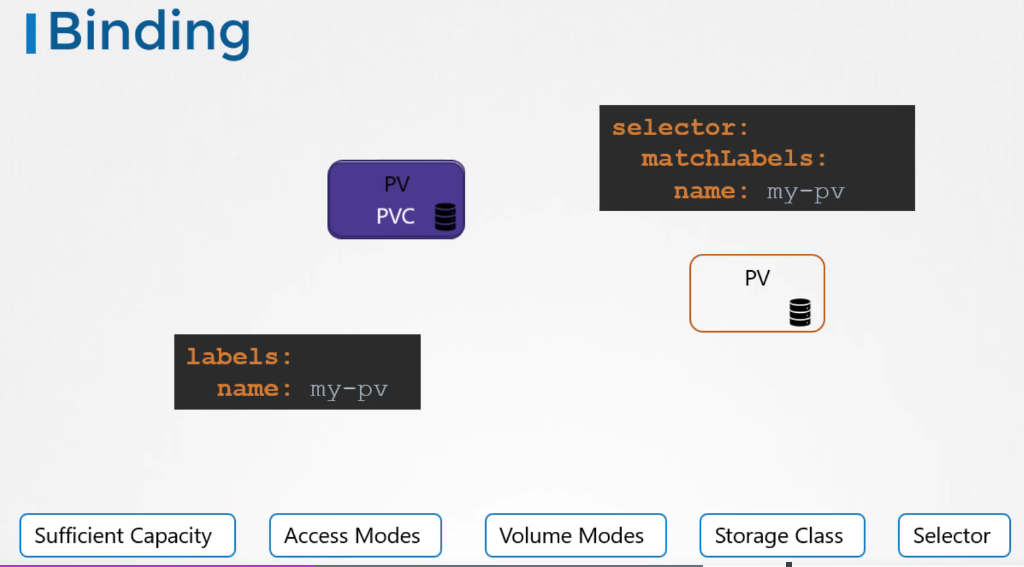 Binding
selector:
matchLabels:
name: my-pv
PV
PVC
PV
labels:
name: my-pv
Sufficient Capacity
Access Modes
Volume Modes
Storage Class
Selector